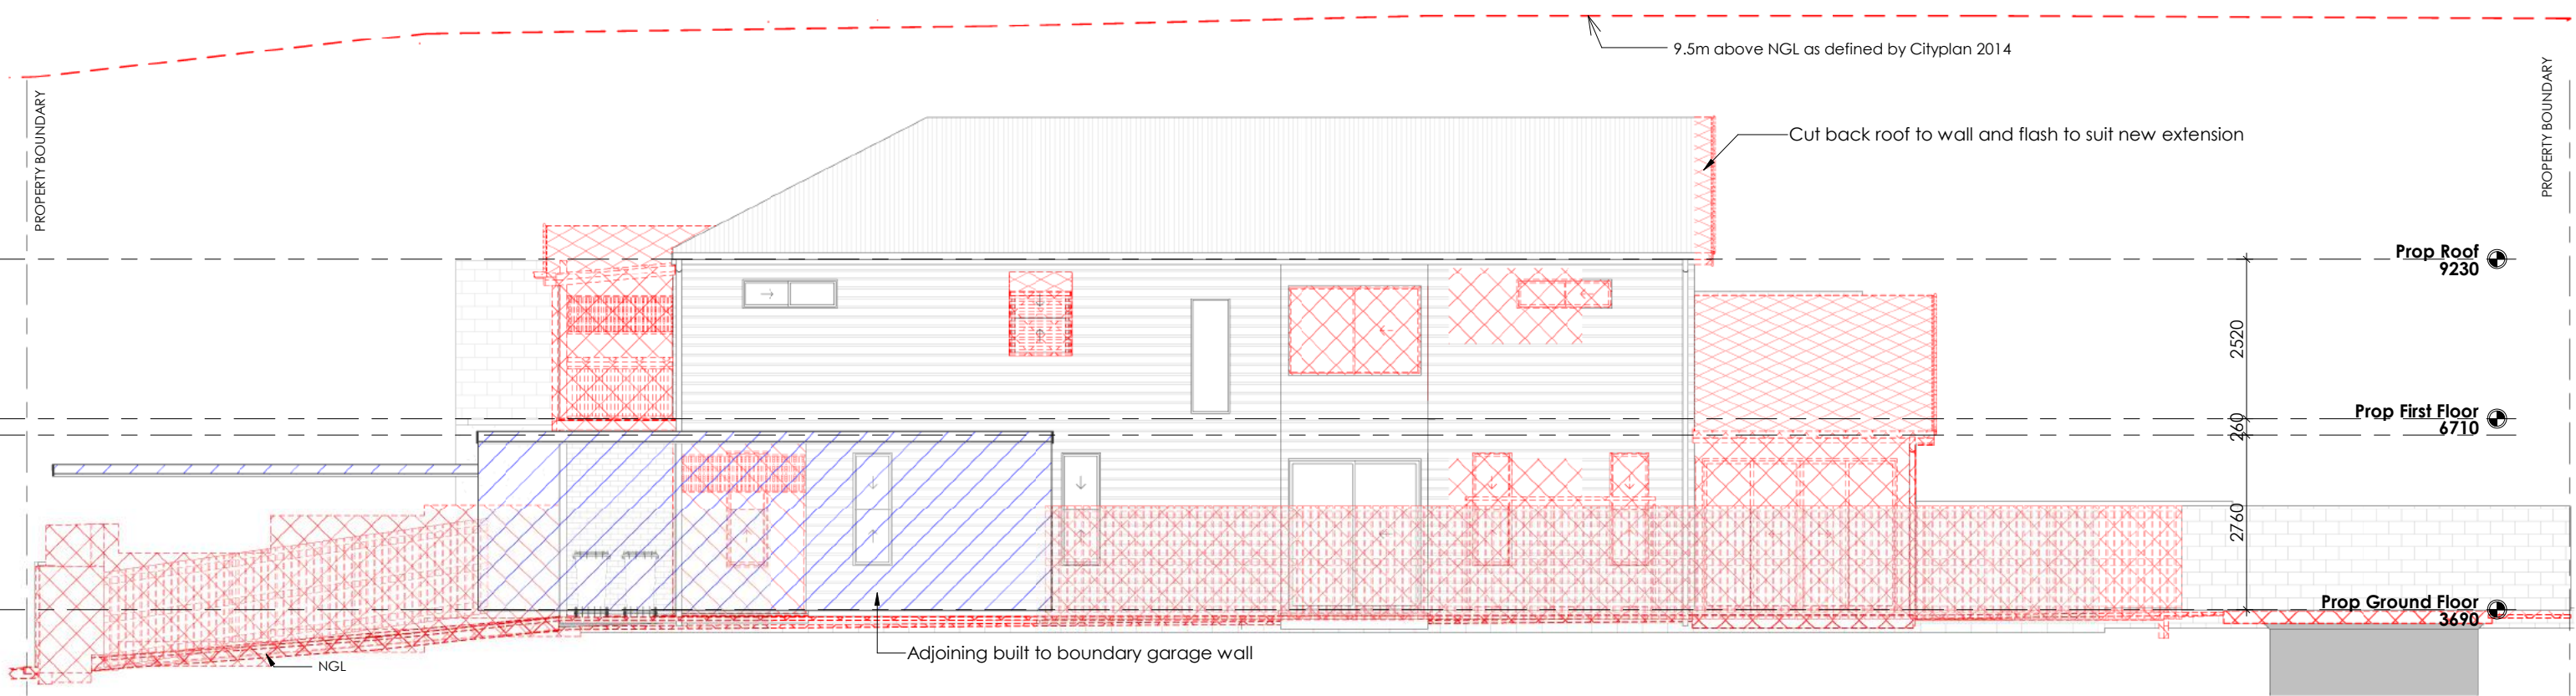 9.5m above NGL as defined by Cityplan 2014
PROPERTY BOUNDARY
PROPERTY BOUNDARY
Cut back roof to wall and flash to suit new extension
Prop Roof
9230
2520
Prop First Floor
6710
260
2760
Prop Ground Floor
3690
Adjoining built to boundary garage wall
NGL